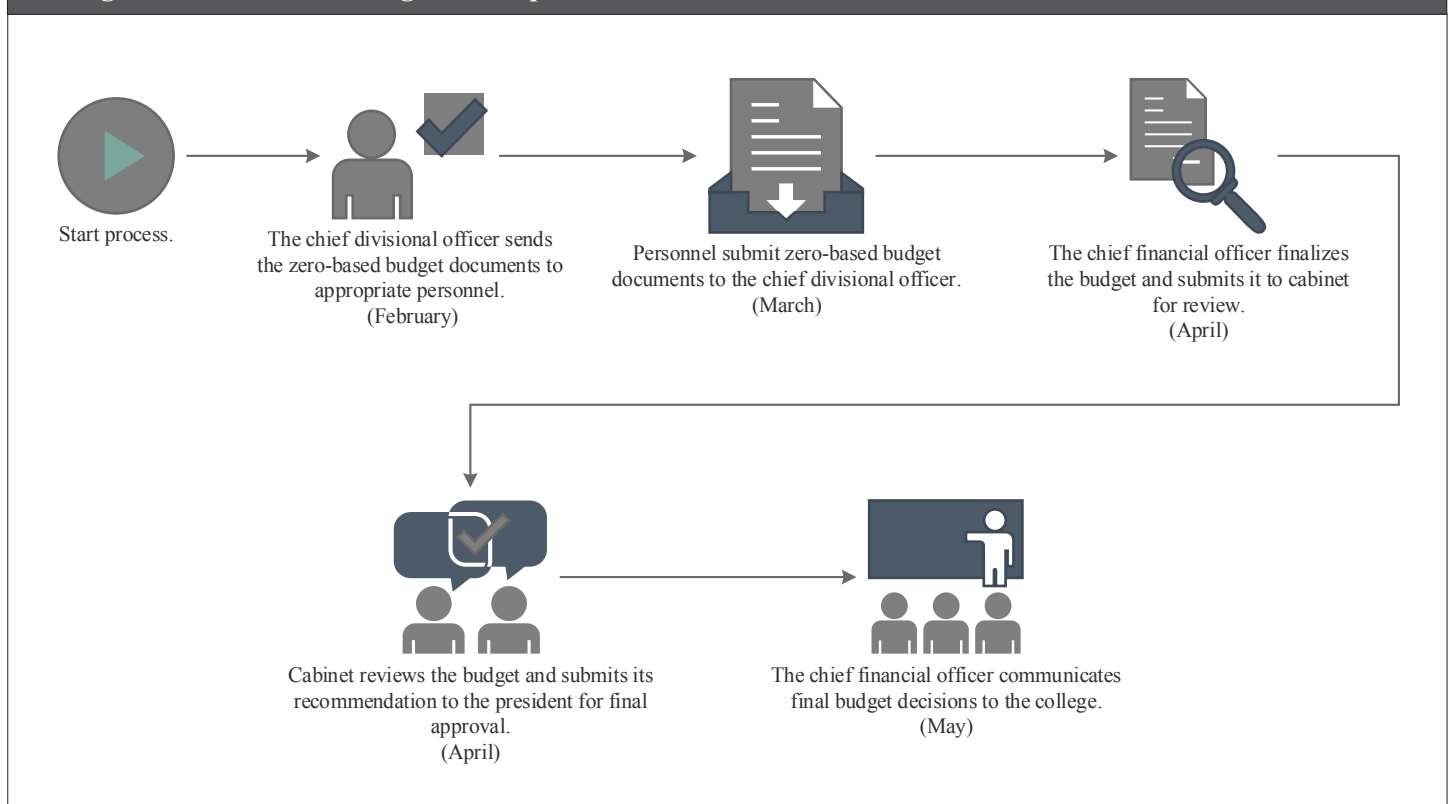 Start process.
The chief divisional officer sends
the zero-based budget documents to
appropriate personnel.
(February)
Personnel submit zero-based budget
documents to the chief divisional officer.
(March)
The chief financial officer finalizes
the budget and submits it to cabinet
for review.
(April)
Cabinet reviews the budget and submits its
recommendation to the president for final
approval.
(April)
The chief financial officer communicates
final budget decisions to the college.
(May)